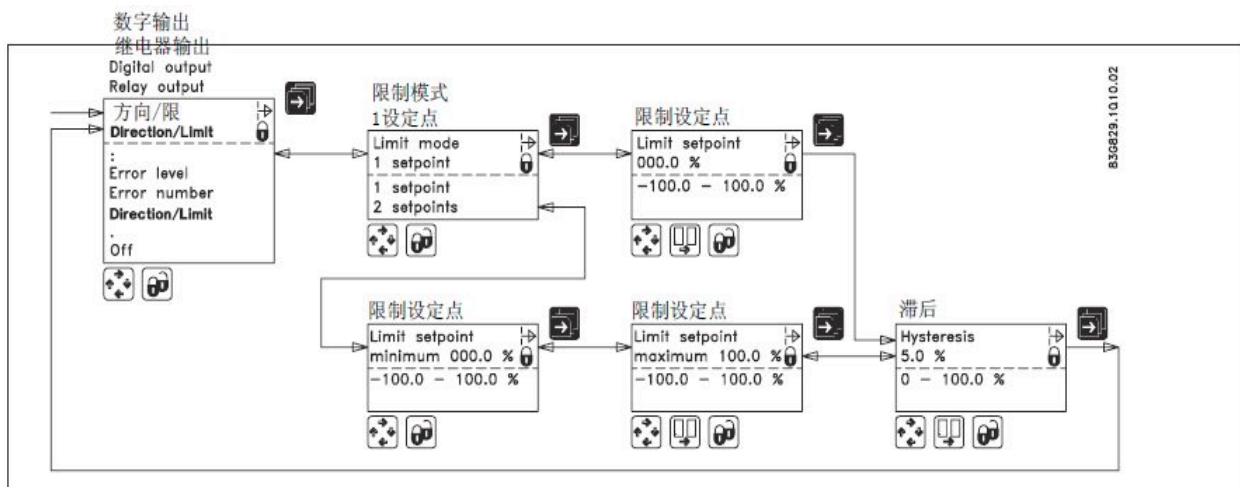 数字输出
继电器输出
Digital output
Relay output
方向/限
Direction/Limit
:
Error level
Error number
Direction/Limit
.
Off
限制模式
1设定点
Limit mode
1 setpoint
1 setpoint
2 setpoints
限制设定点
Limit setpoint
000.0 %
-100.0 - 100.0 %
限制设定点
Limit setpoint
minimum 000.0 %
-100.0 - 100.0 %
限制设定点
Limit setpoint
maximum 100.0 %
-100.0 - 100.0 %
滞后
Hysteresis
5.0 %
0 - 100.0 %
83G829.10.10.02